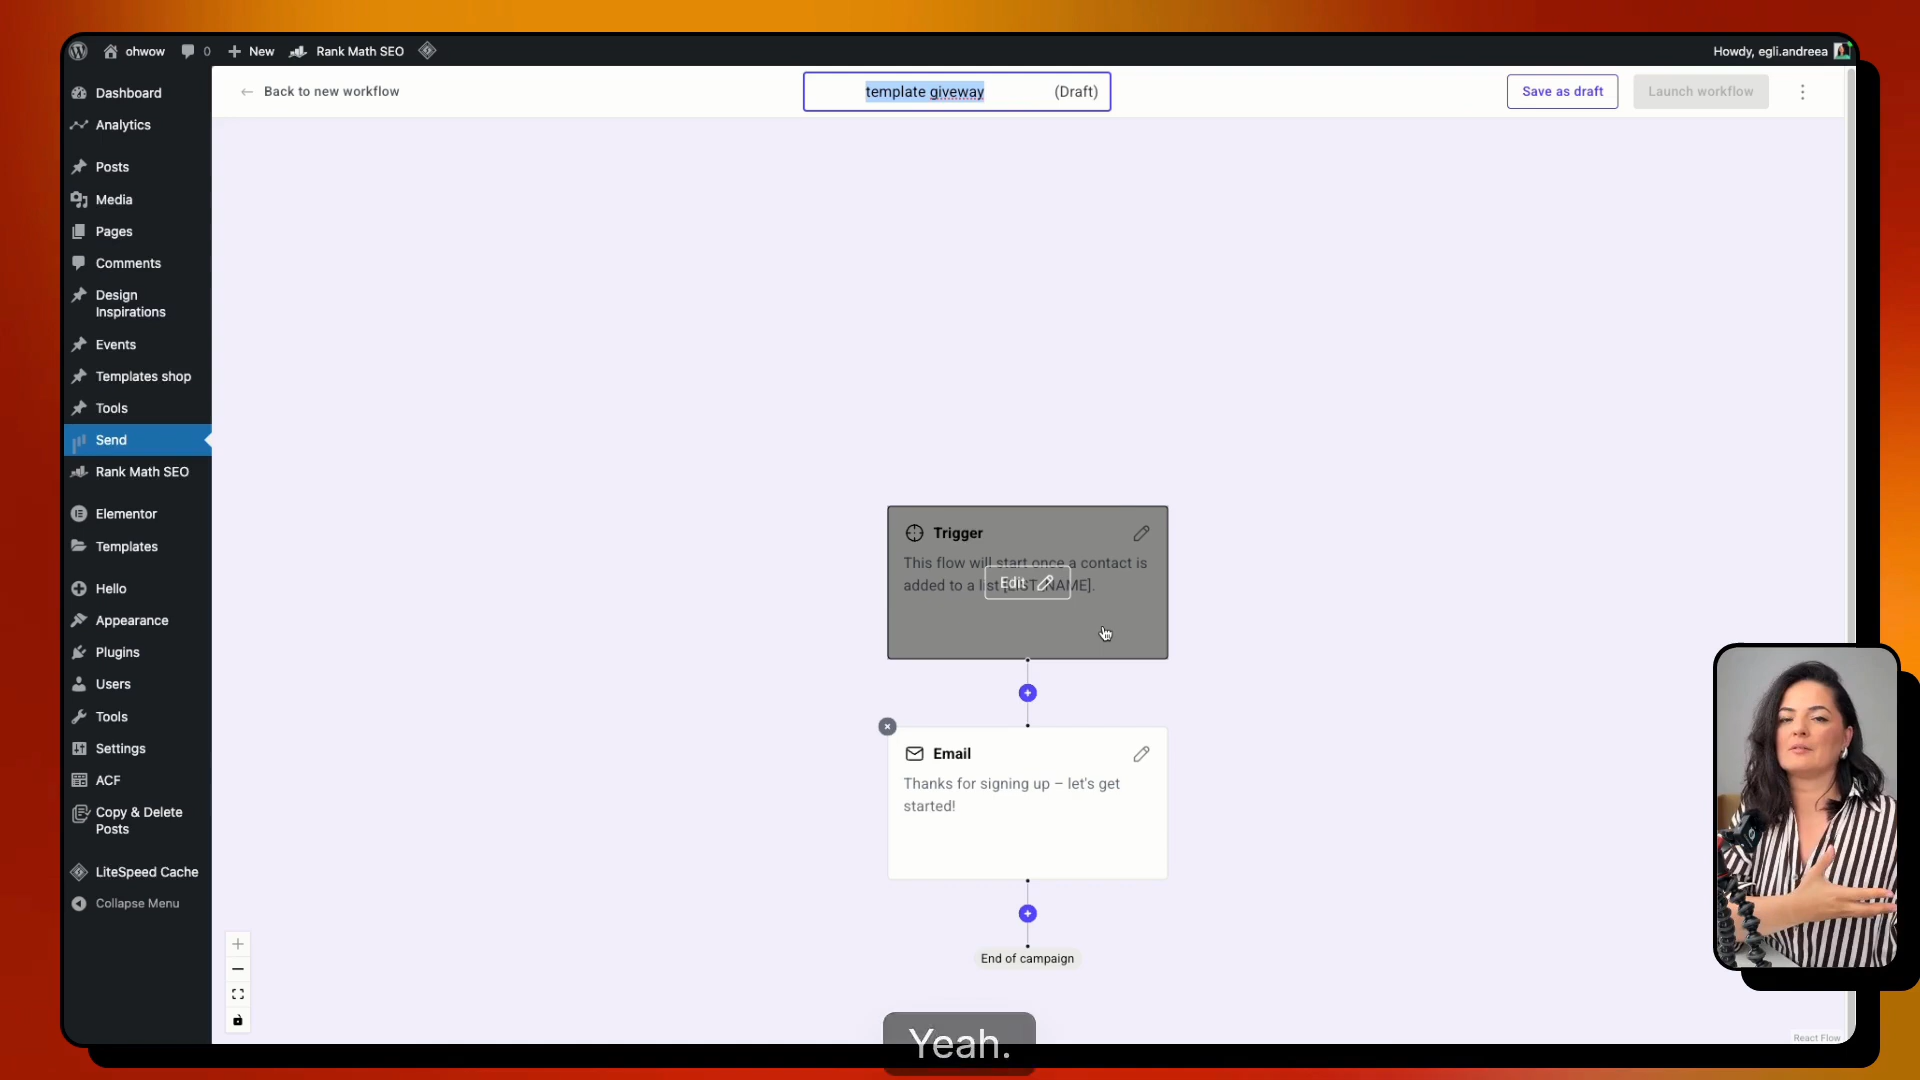 ohwow
0
New
Rank Math SEO
Howdy, egli.andreea
Back to new workflow
template giveway
(Draft)
Save as draft
Launch workflow
Dashboard
Analytics
Posts
Media
Pages
Comments
Design
Inspirations
Events
Templates shop
Tools
Send
Rank Math SEO
Elementor
Templates
Hello
Appearance
Plugins
Users
Tools
Settings
ACF
Copy & Delete
Posts
LiteSpeed Cache
Collapse Menu
Trigger
This flow will start once a contact is
added to a list [LIST NAME].
Edit
Email
Thanks for signing up – let's get
started!
End of campaign
React Flow
Yeah.